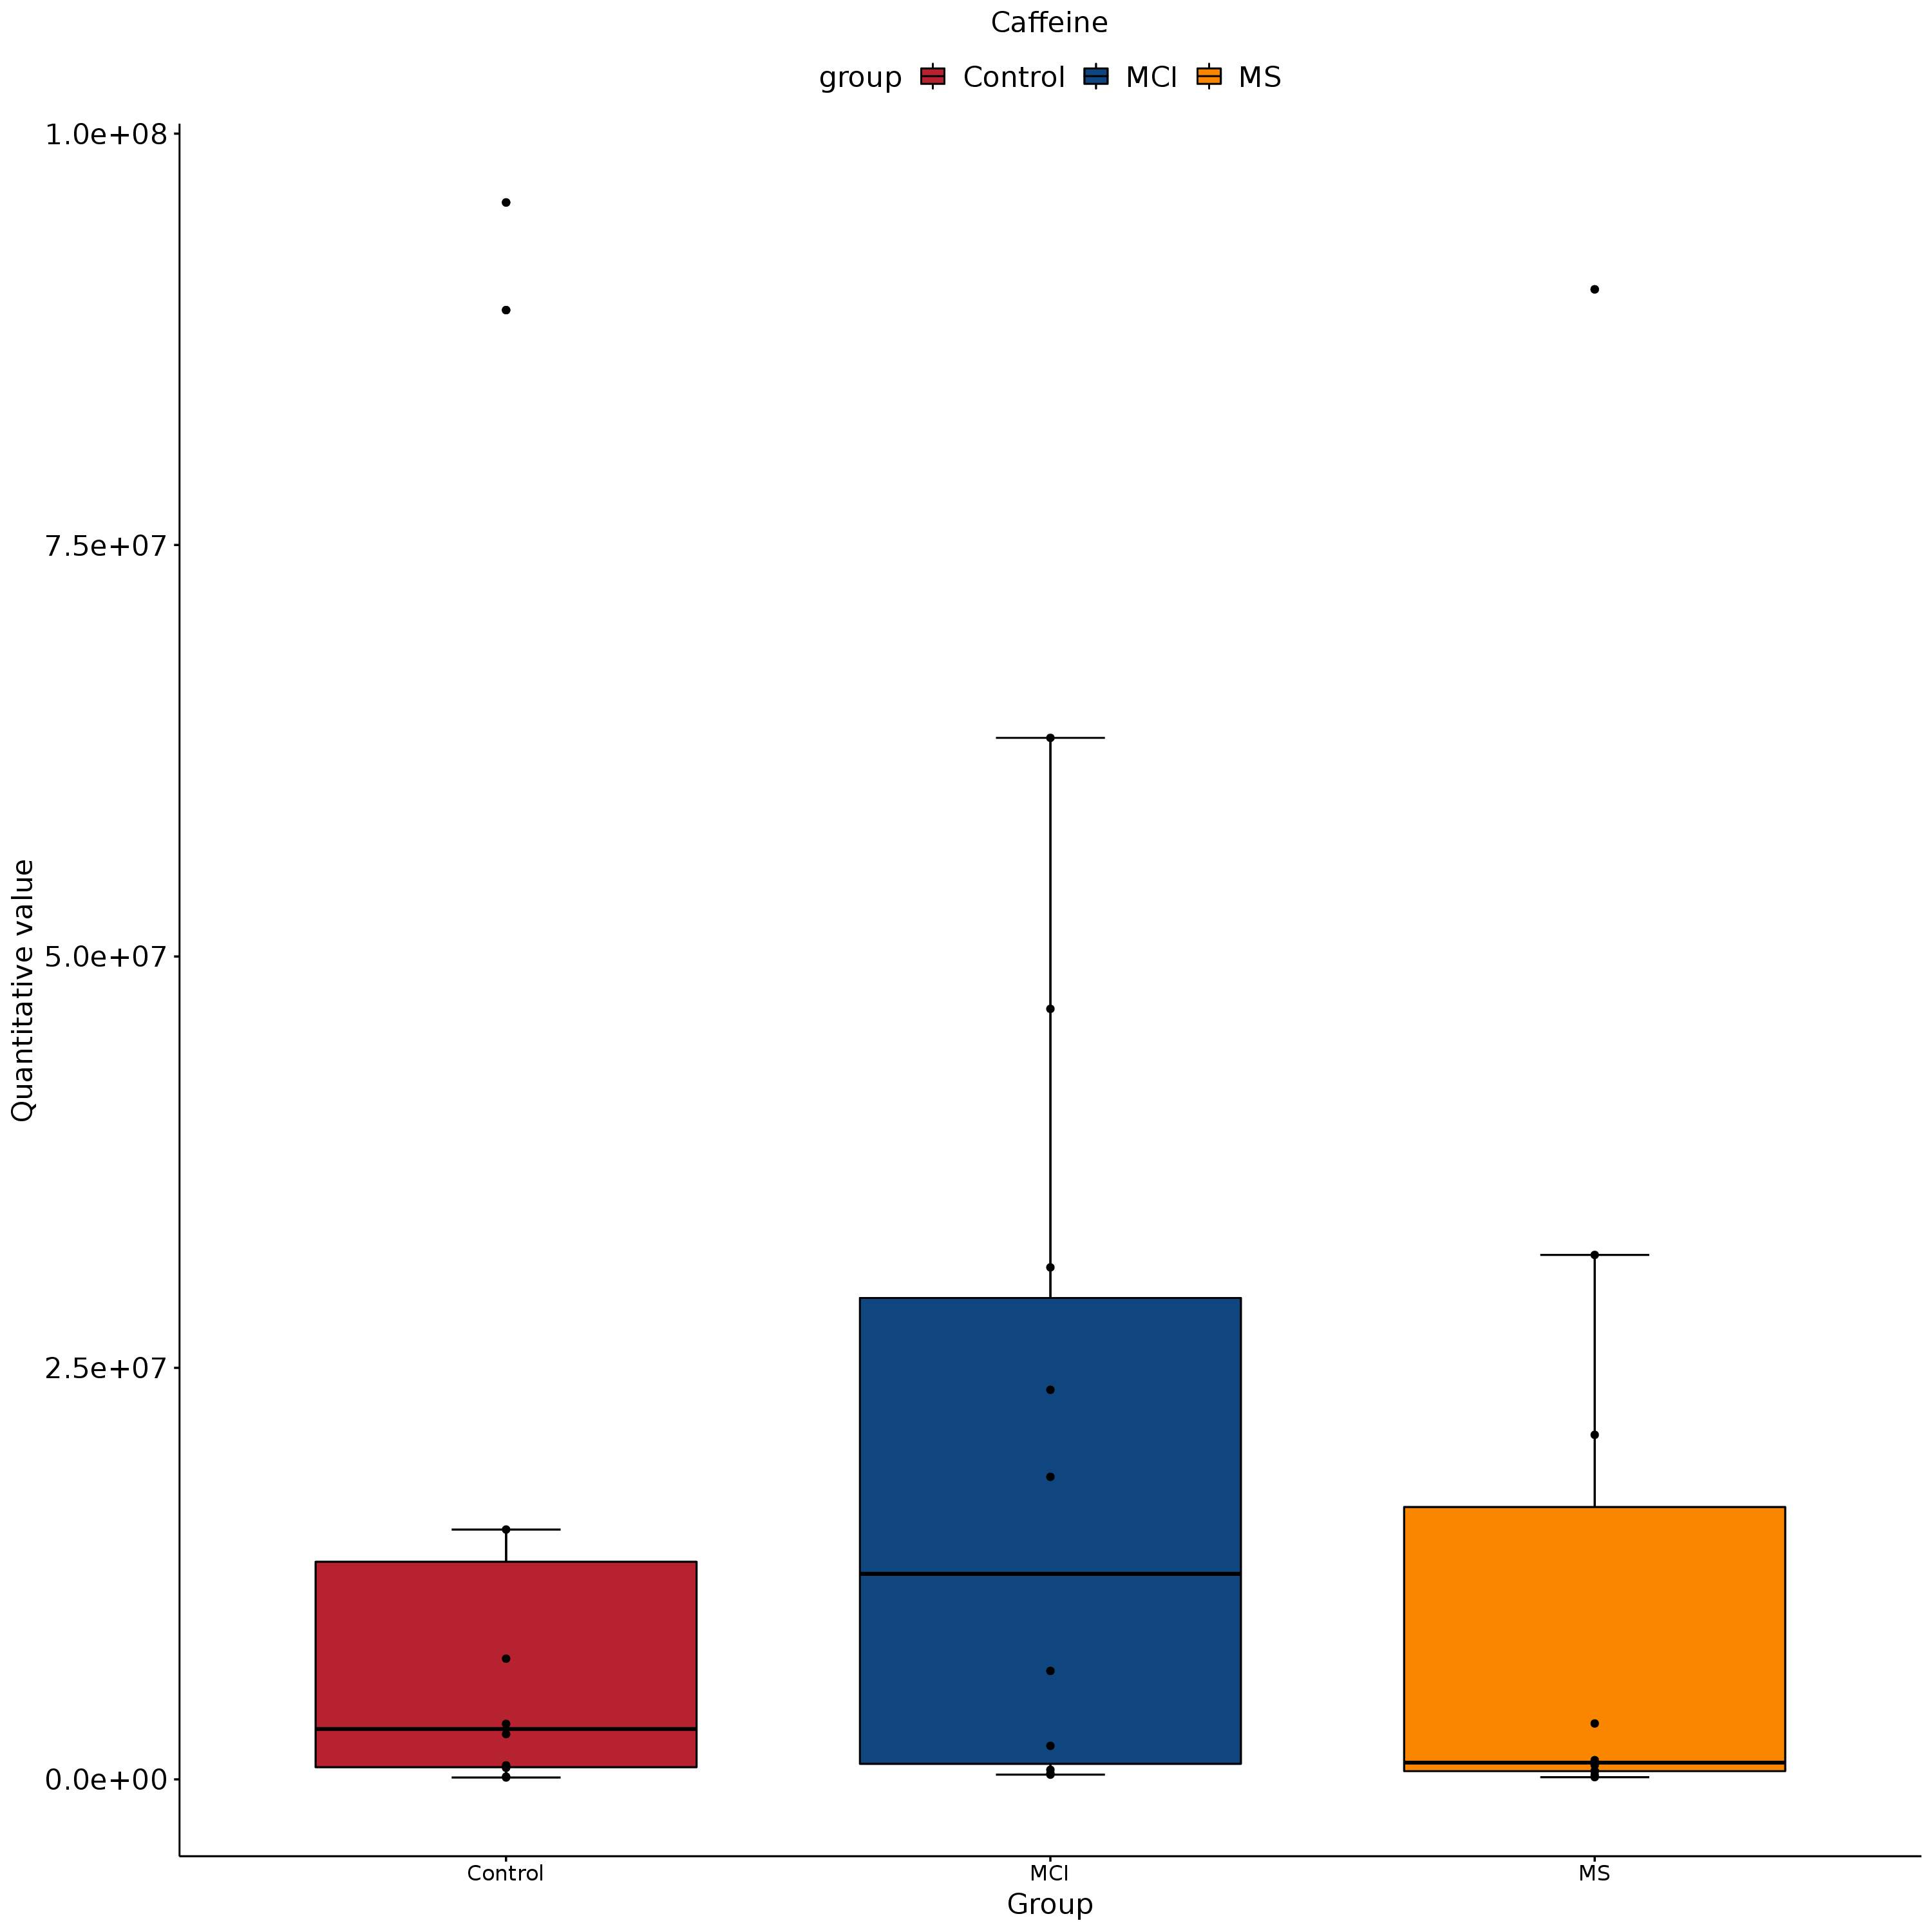 Caffeine
group Control MCI MS
1.0e+08
7.5e+07
5.0e+07
2.5e+07
0.0e+00
Quantitative value
Control MCI MS
Group